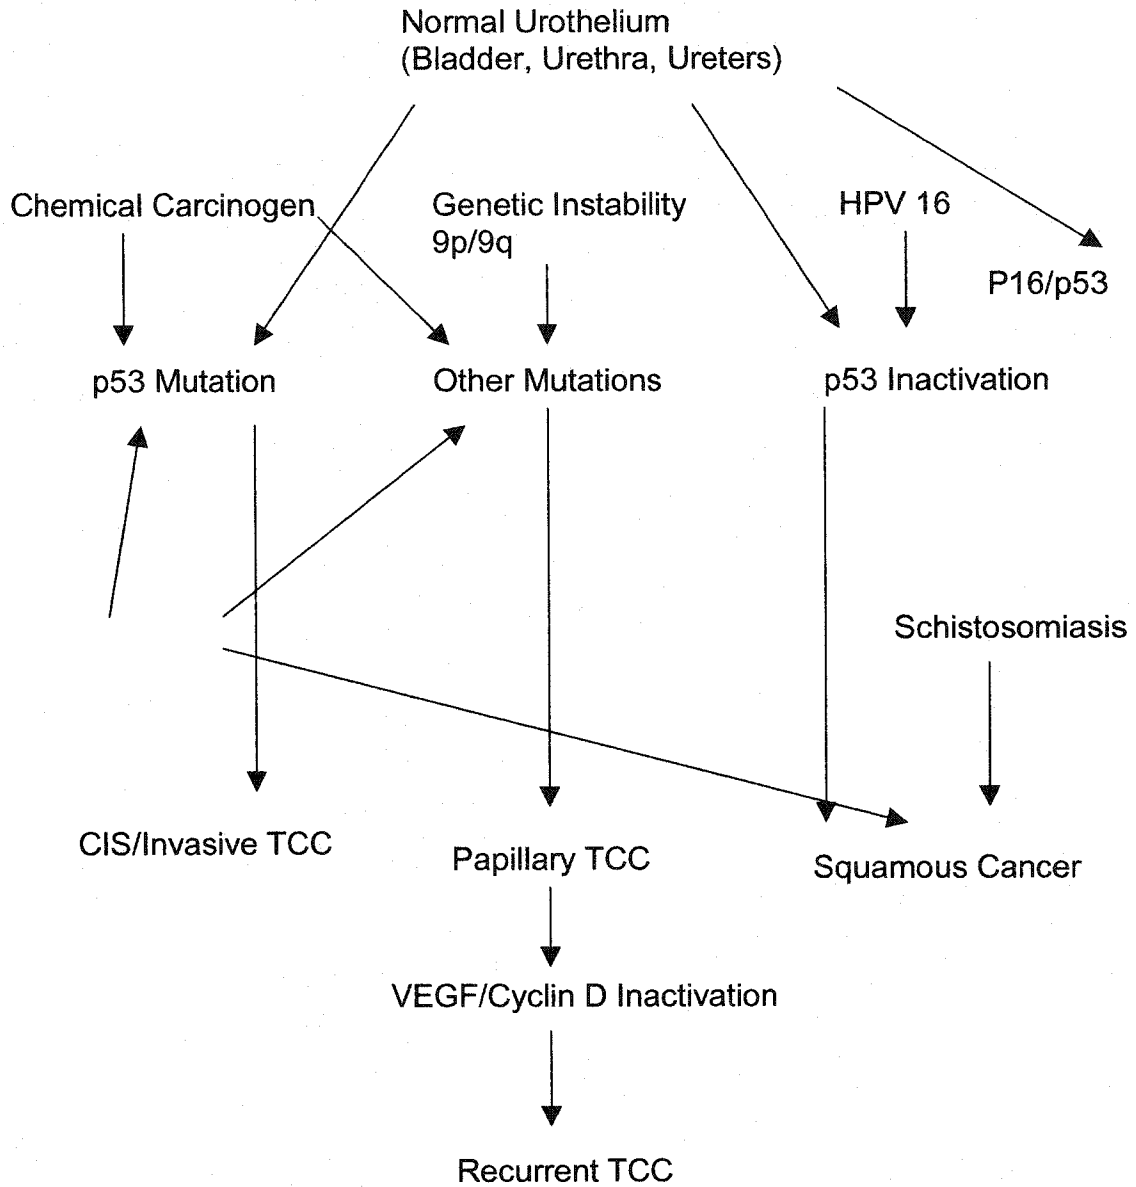 Normal Urothelium
(Bladder, Urethra, Ureters)
Chemical Carcinogen
Genetic Instability
9p/9q
HPV 16
P16/p53
p53 Mutation
Other Mutations
p53 Inactivation
Schistosomiasis
CIS/Invasive TCC
Papillary TCC
Squamous Cancer
VEGF/Cyclin D Inactivation
Recurrent TCC